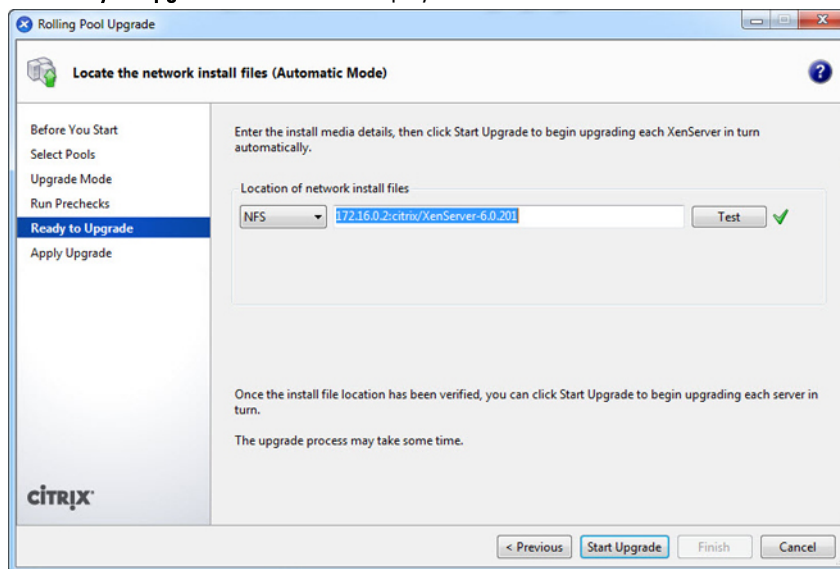 Rolling Pool Upgrade
Locate the network install files (Automatic Mode)
Before You Start
Select Pools
Upgrade Mode
Run Prechecks
Ready to Upgrade
Apply Upgrade
Enter the install media details, then click Start Upgrade to begin upgrading each XenServer in turn
automatically.
Location of network install files
NFS
172.16.0.2:citrix/XenServer-6.0.201
Test
Once the install file location has been verified, you can click Start Upgrade to begin upgrading each server in
turn.
The upgrade process may take some time.
CİTRIX
< Previous
Start Upgrade
Finish
Cancel